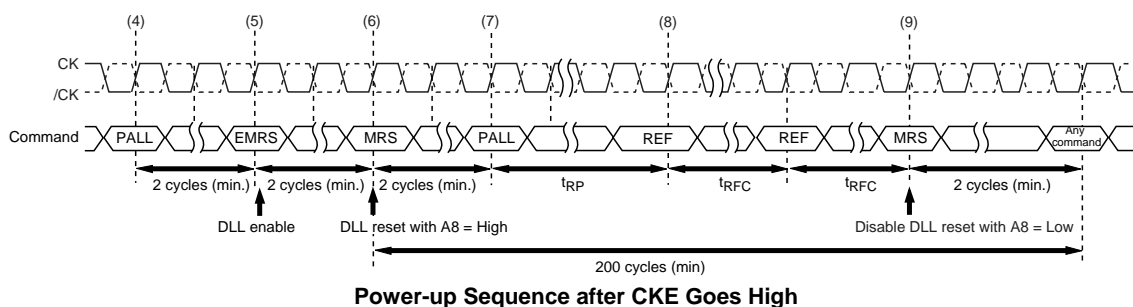 (4) (5) (6) (7) (8) (9)
CK
/CK
Command PALL EMRS MRS PALL REF REF MRS Any command
2 cycles (min.) 2 cycles (min.) 2 cycles (min.) tRP tRFC tRFC 2 cycles (min.)
DLL enable DLL reset with A8 = High Disable DLL reset with A8 = Low
200 cycles (min)
Power-up Sequence after CKE Goes High